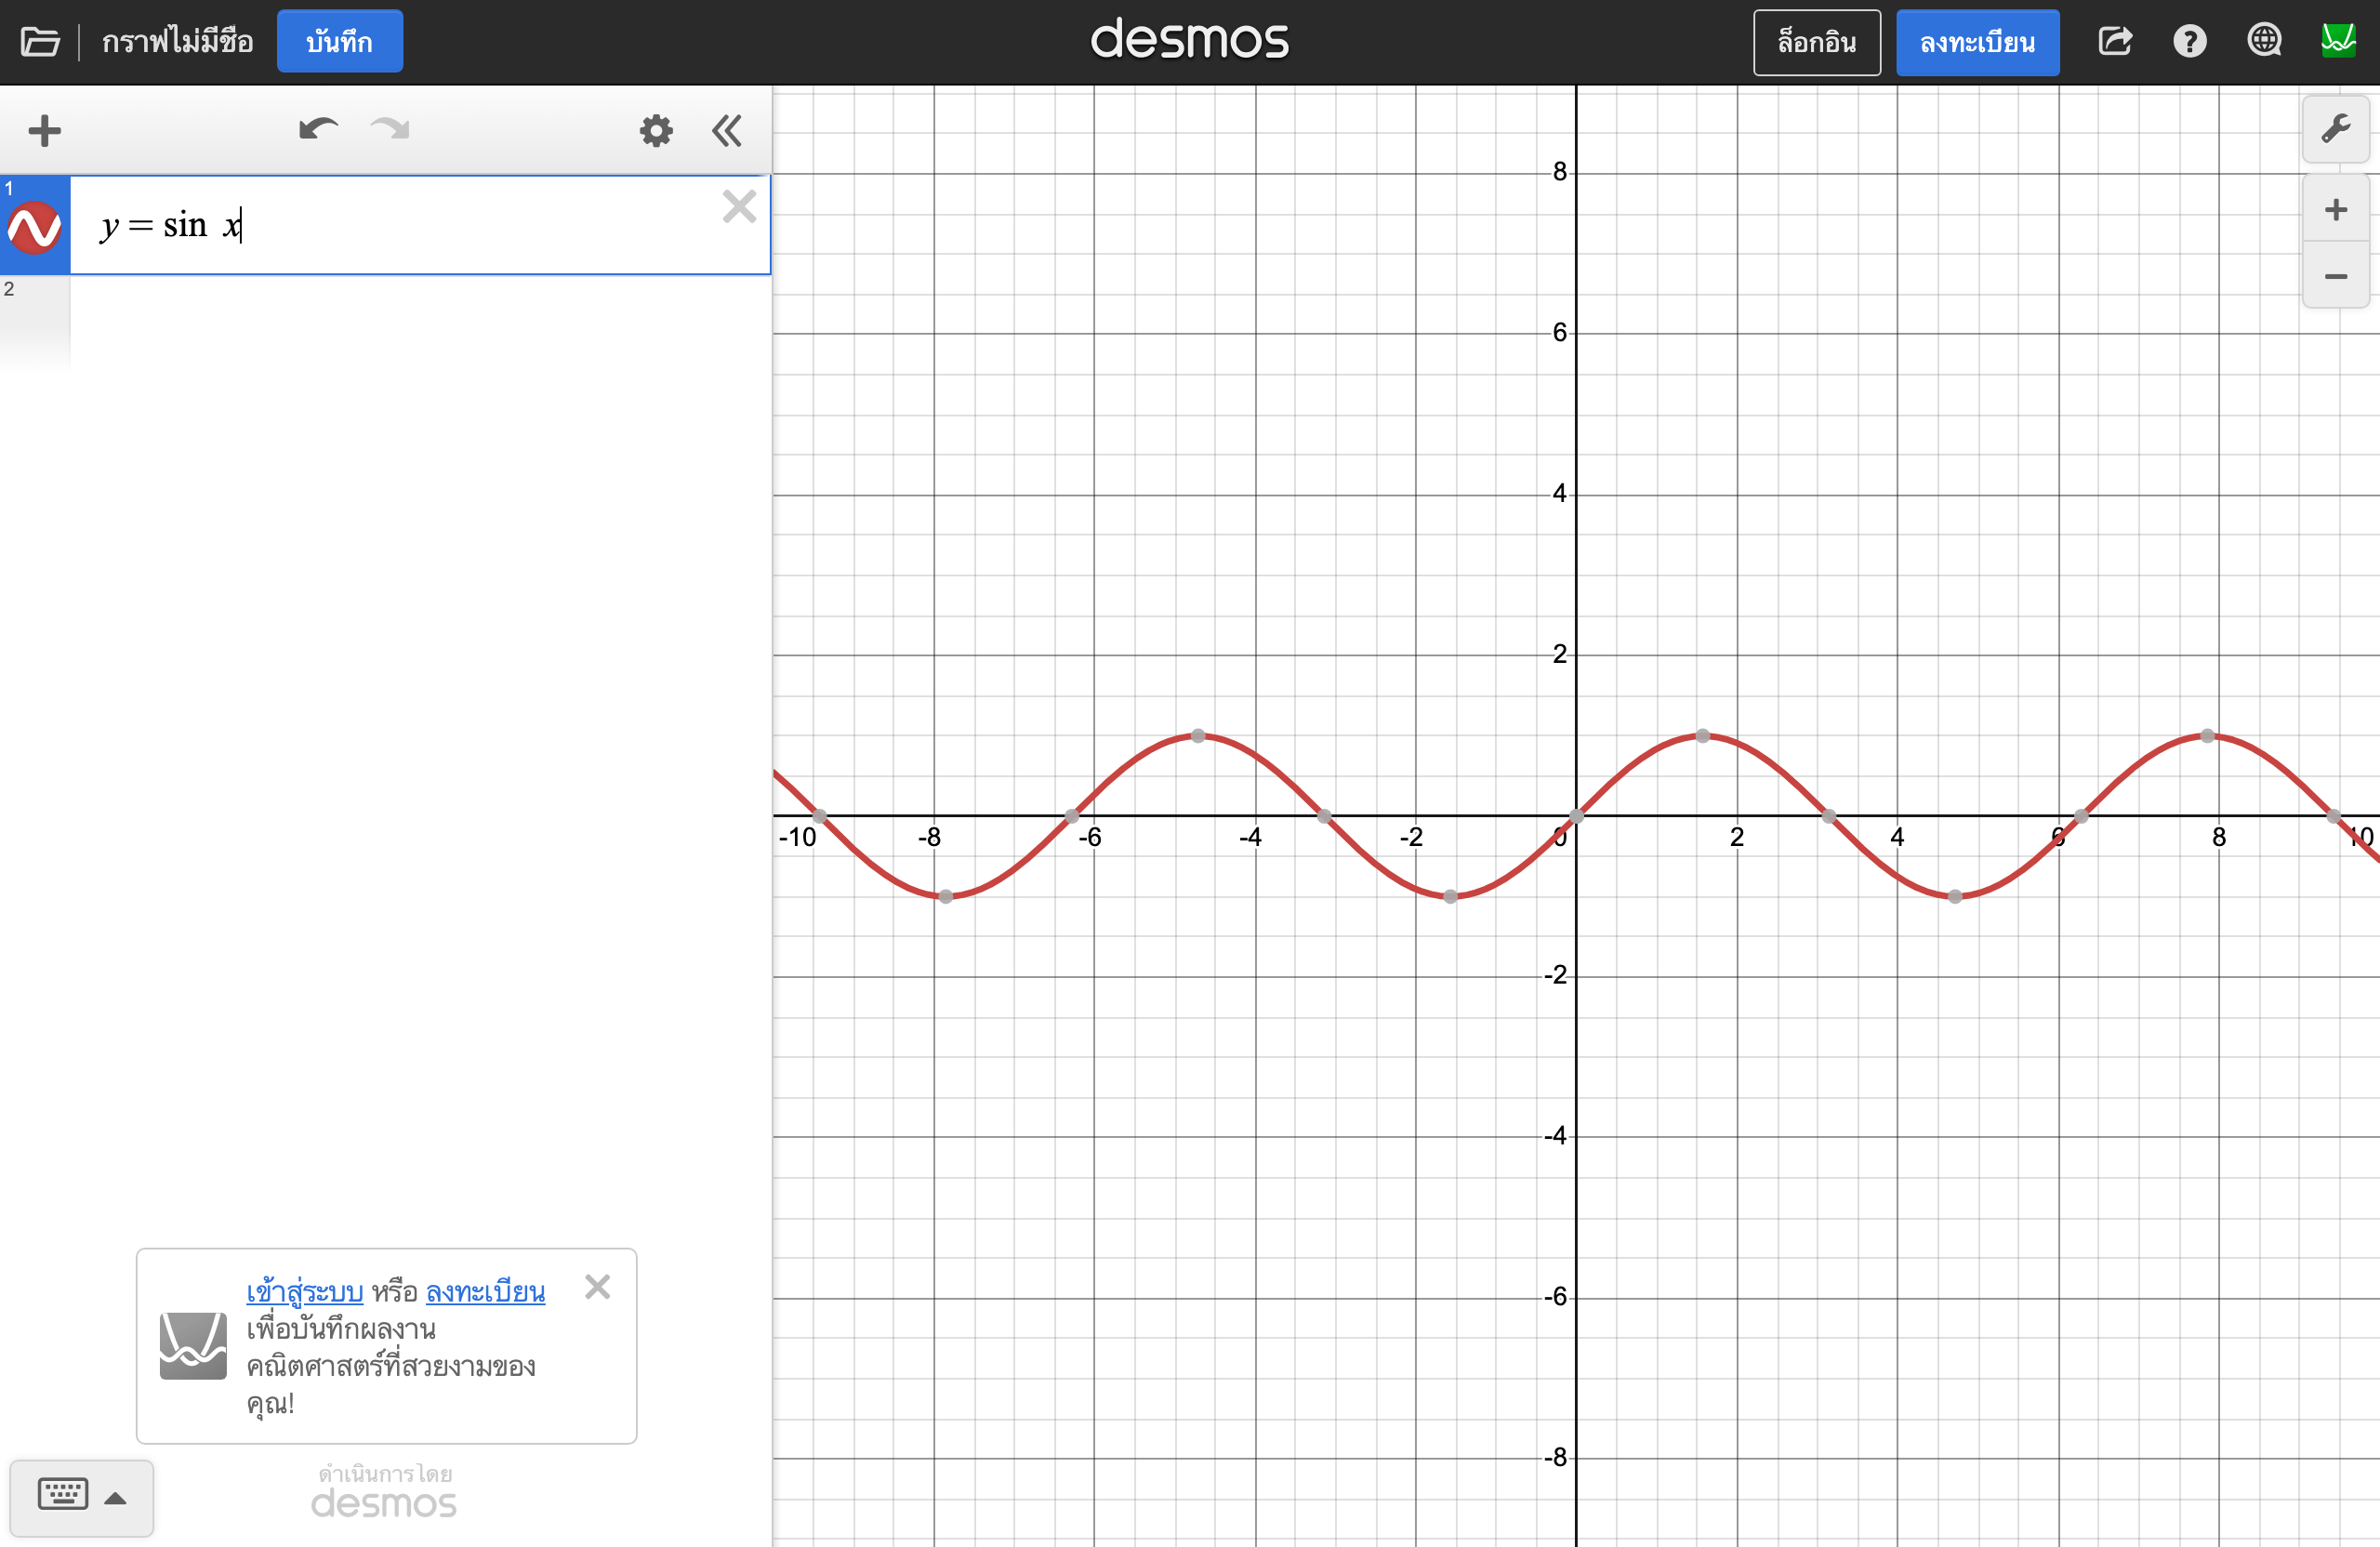 กราฟไม่มีชื่อ
บันทึก
desmos
ล็อกอิน
ลงทะเบียน
1
y = sin x
2
8
6
4
2
-10 -8 -6 -4 -2 0 2 4 6 8 10
-2
-4
-6
-8
เข้าสู่ระบบ หรือ ลงทะเบียน
เพื่อบันทึกผลงาน
คณิตศาสตร์ที่สวยงามของ
คุณ!
ดำเนินการโดย
desmos